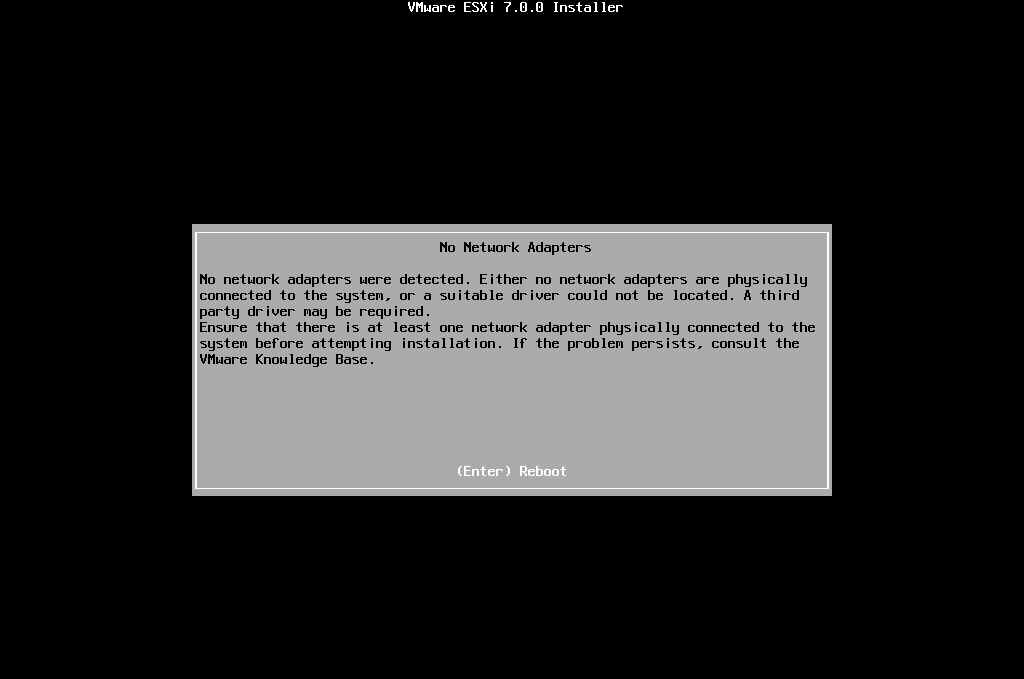 VMware ESXi 7.0.0 Installer
No Network Adapters
No network adapters were detected. Either no network adapters are physically
connected to the system, or a suitable driver could not be located. A third
party driver may be required.
Ensure that there is at least one network adapter physically connected to the
system before attempting installation. If the problem persists, consult the
VMware Knowledge Base.
(Enter) Reboot